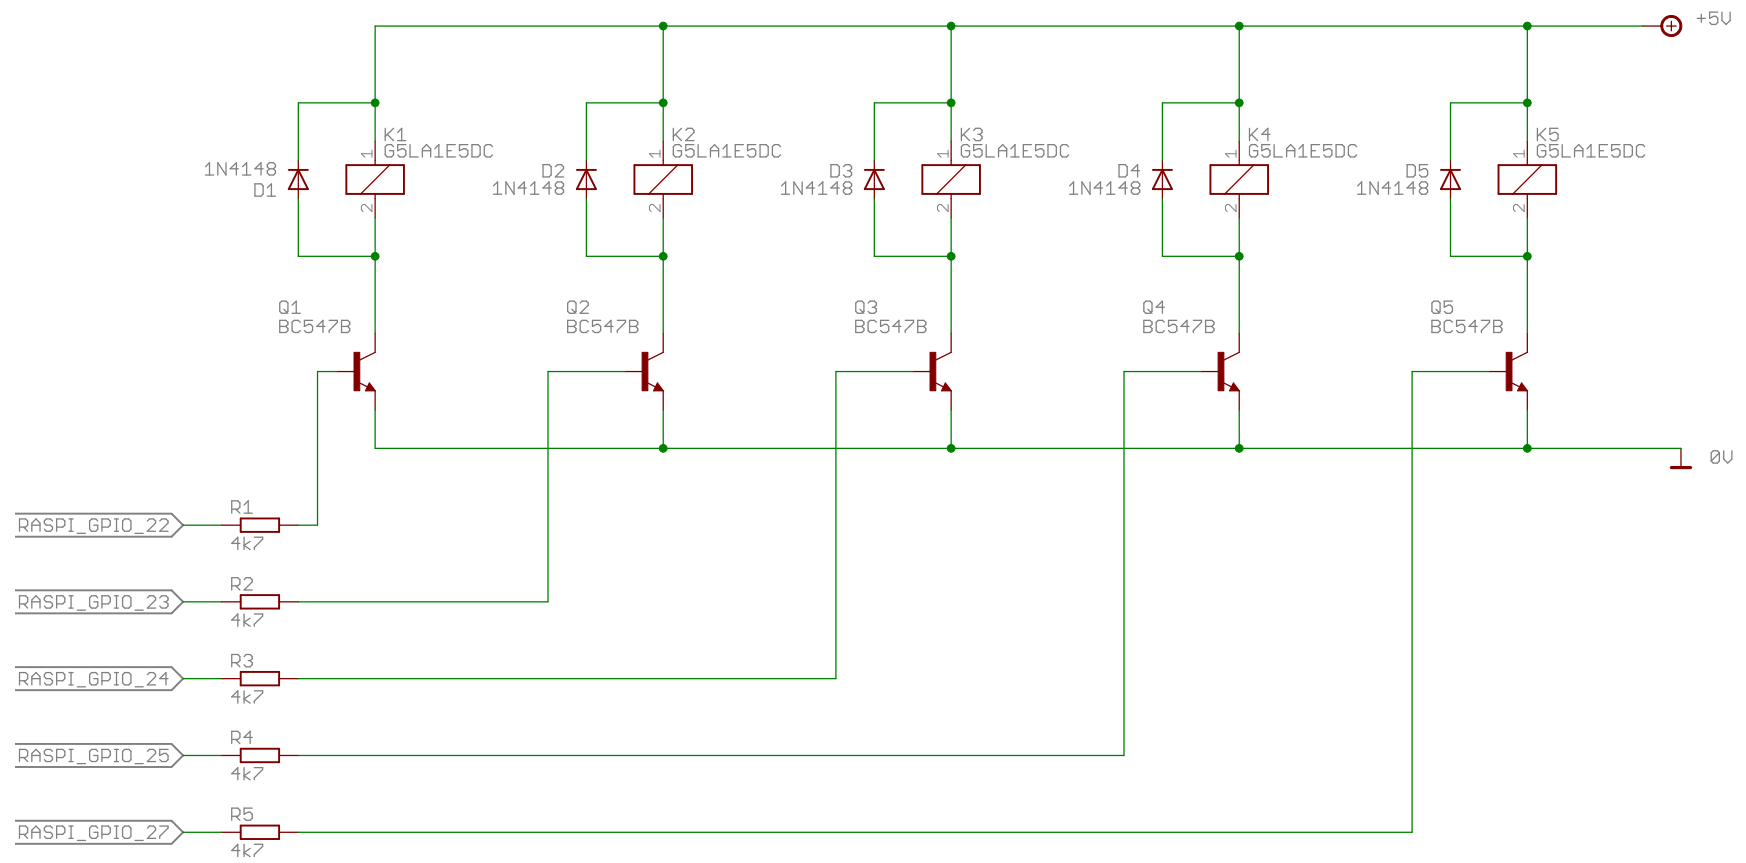 +5V
K1
G5LA1E5DC
1
2
1N4148
D1
K2
G5LA1E5DC
1
2
D2
1N4148
K3
G5LA1E5DC
1
2
D3
1N4148
K4
G5LA1E5DC
1
2
D4
1N4148
K5
G5LA1E5DC
1
2
D5
1N4148
Q1
BC547B
Q2
BC547B
Q3
BC547B
Q4
BC547B
Q5
BC547B
0V
R1
RASPI_GPIO_22
4k7
R2
RASPI_GPIO_23
4k7
R3
RASPI_GPIO_24
4k7
R4
RASPI_GPIO_25
4k7
R5
RASPI_GPIO_27
4k7